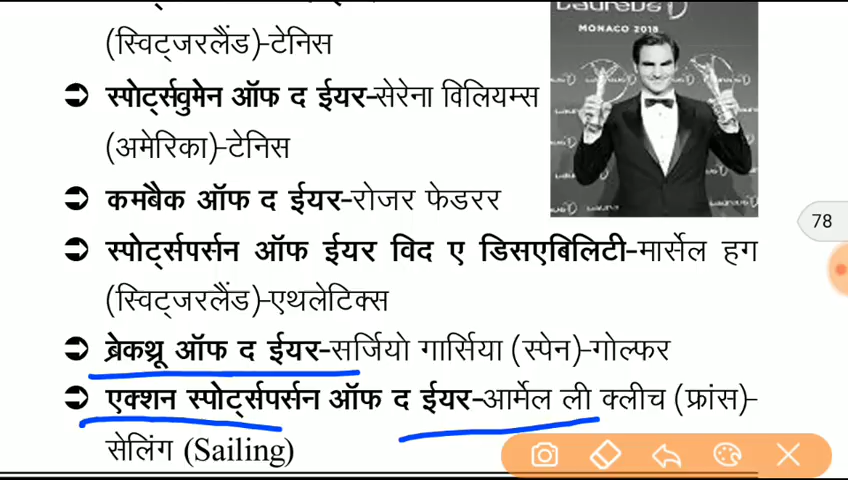 (स्विट्जरलैंड)-टेनिस
Laureus
MONACO 2018
➲ स्पोर्ट्सवुमेन ऑफ द ईयर-सेरेना विलियम्स
(अमेरिका)-टेनिस
➲ कमबैक ऑफ द ईयर-रोजर फेडरर
➲ स्पोर्ट्सपर्सन ऑफ ईयर विद ए डिसएबिलिटी-मार्सेल हग
(स्विट्जरलैंड)-एथलेटिक्स
➲ ब्रेकथ्रू ऑफ द ईयर-सर्जियो गार्सिया (स्पेन)-गोल्फर
➲ एक्शन स्पोर्ट्सपर्सन ऑफ द ईयर-आर्मेल ली क्लीच (फ्रांस)-
सेलिंग (Sailing)
78